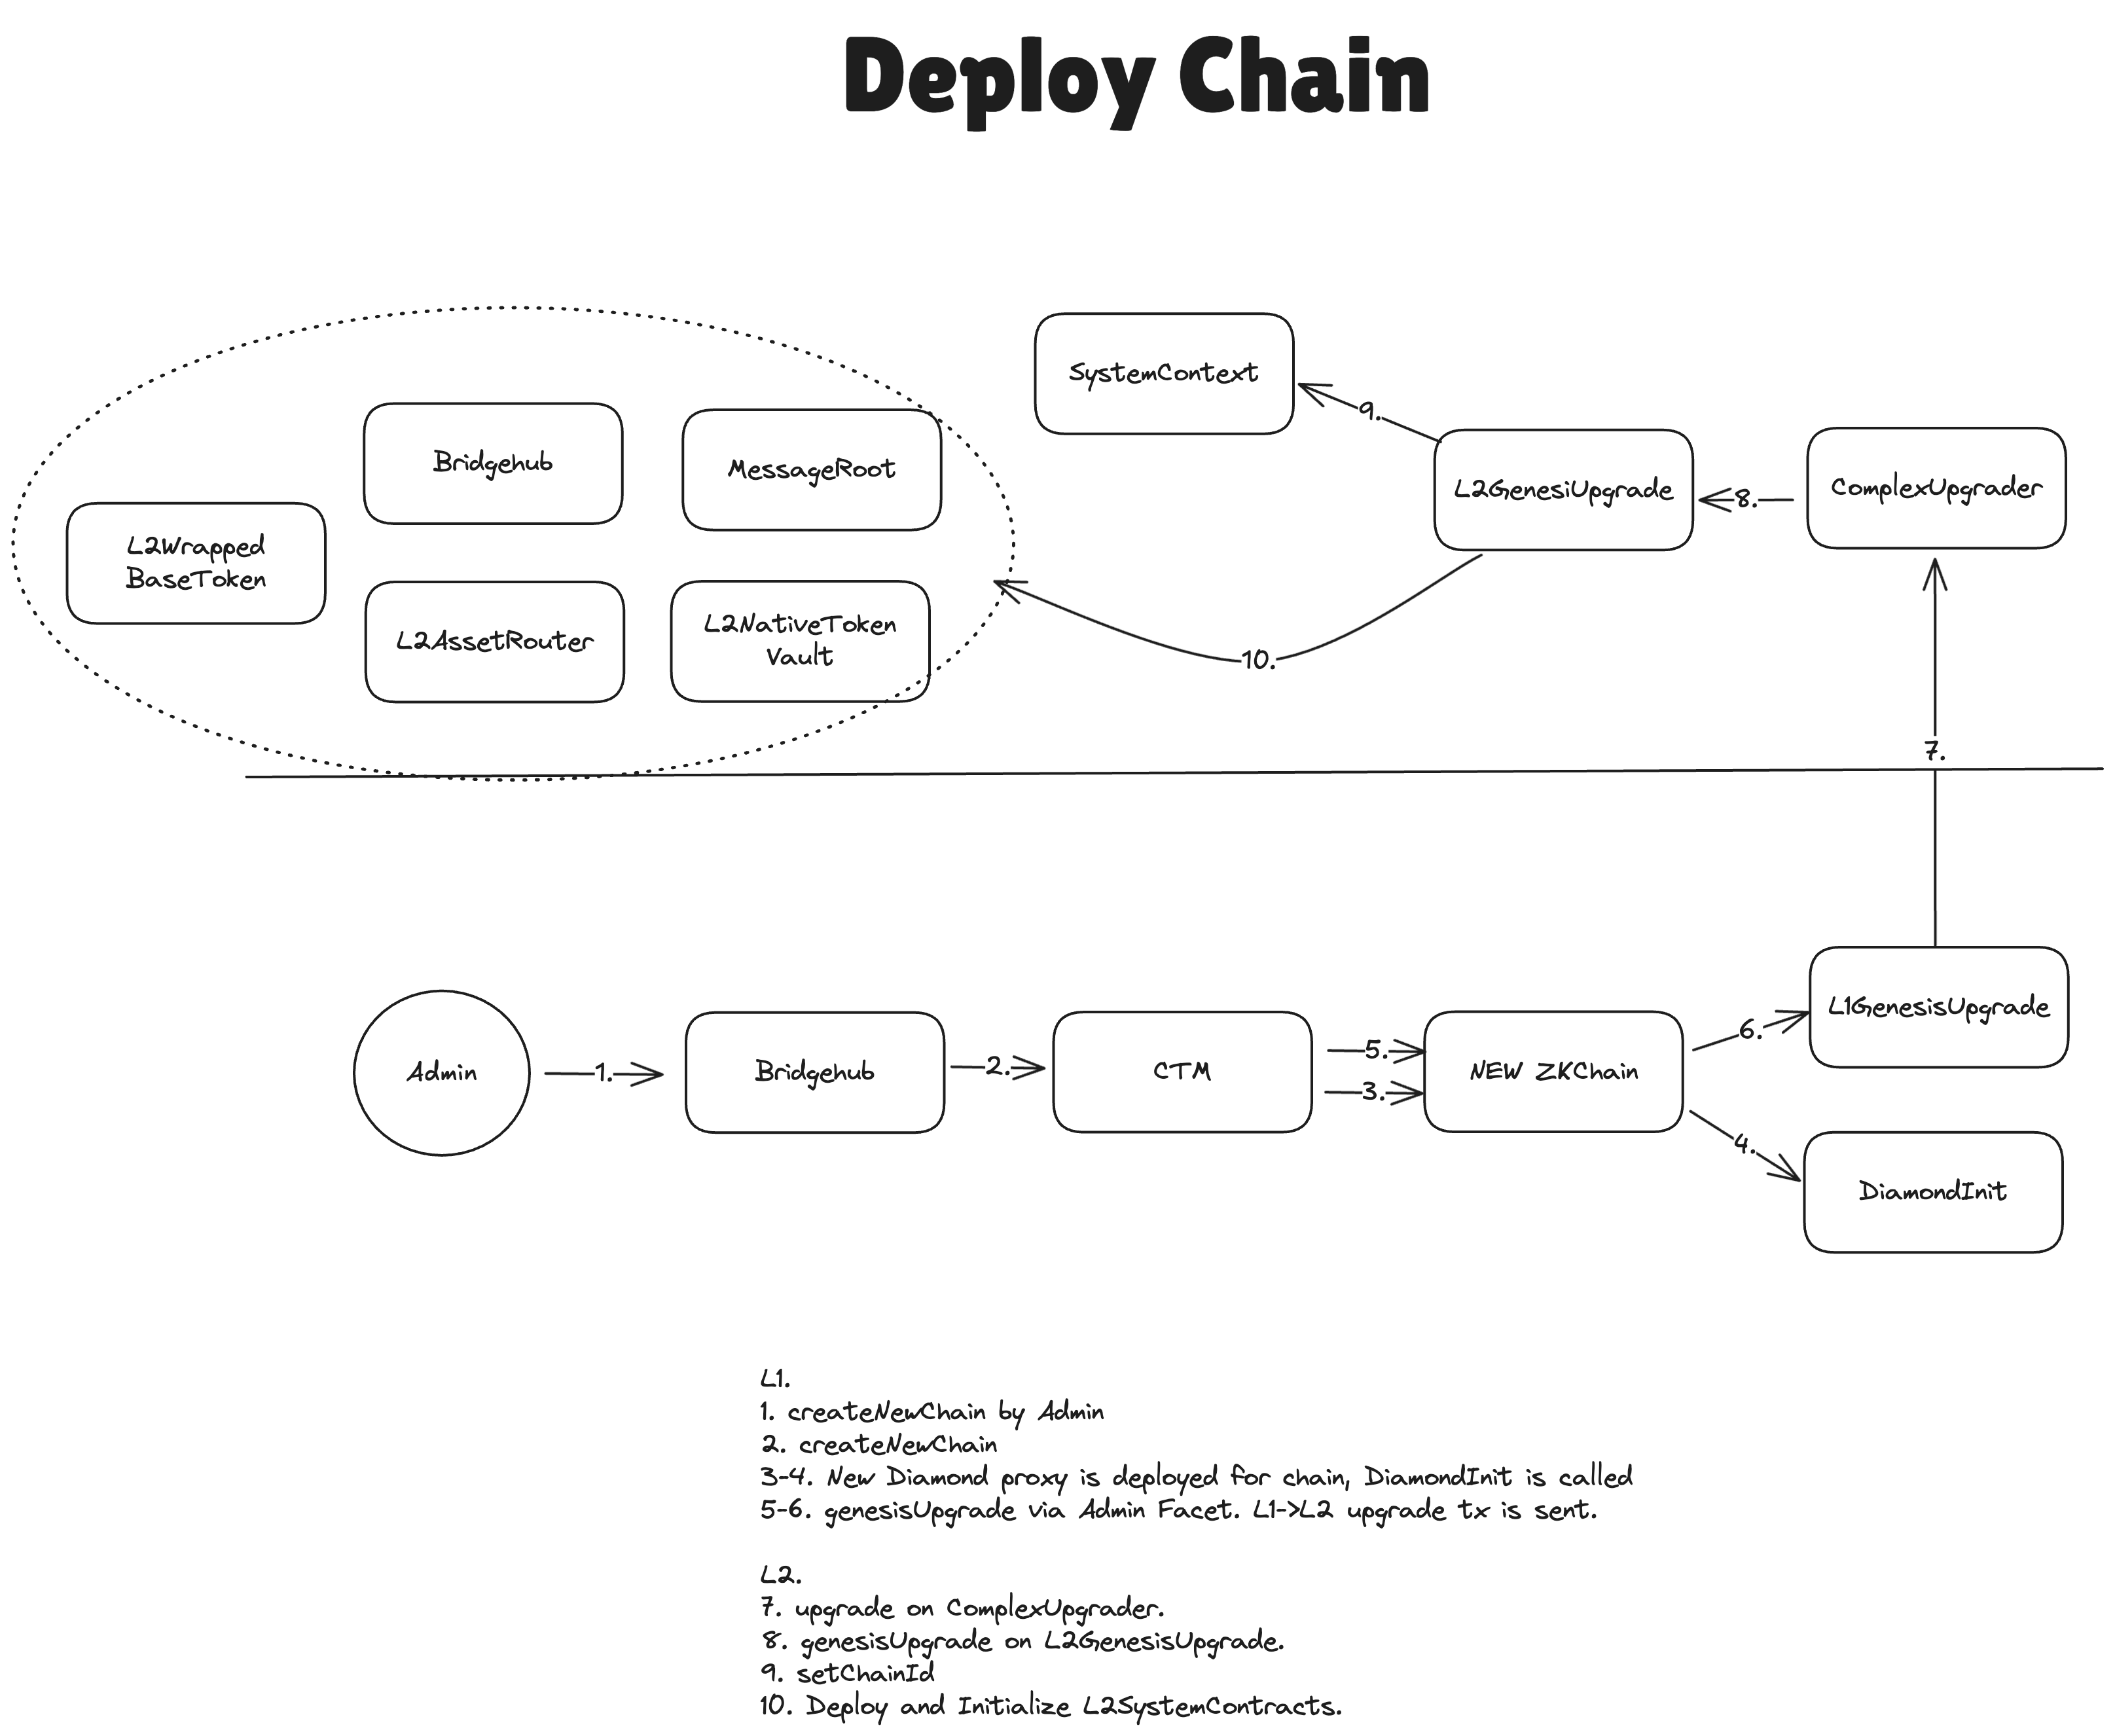 Deploy Chain
SystemContext
Bridgehub
MessageRoot
9.
L2GenesiUpgrade
8.
ComplexUpgrader
L2Wrapped
BaseToken
L2AssetRouter
L2NativeToken
Vault
10.
7.
Admin
1.
Bridgehub
2.
CTM
5.
3.
NEW ZKChain
6.
L1GenesisUpgrade
4.
DiamondInit
L1.
1. createNewChain by Admin
2. createNewChain
3-4. New Diamond proxy is deployed for chain, DiamondInit is called
5-6. genesisUpgrade via Admin Facet. L1->L2 upgrade tx is sent.
L2.
7. upgrade on ComplexUpgrader.
8. genesisUpgrade on L2GenesisUpgrade.
9. setChainId
10. Deploy and Initialize L2SystemContracts.